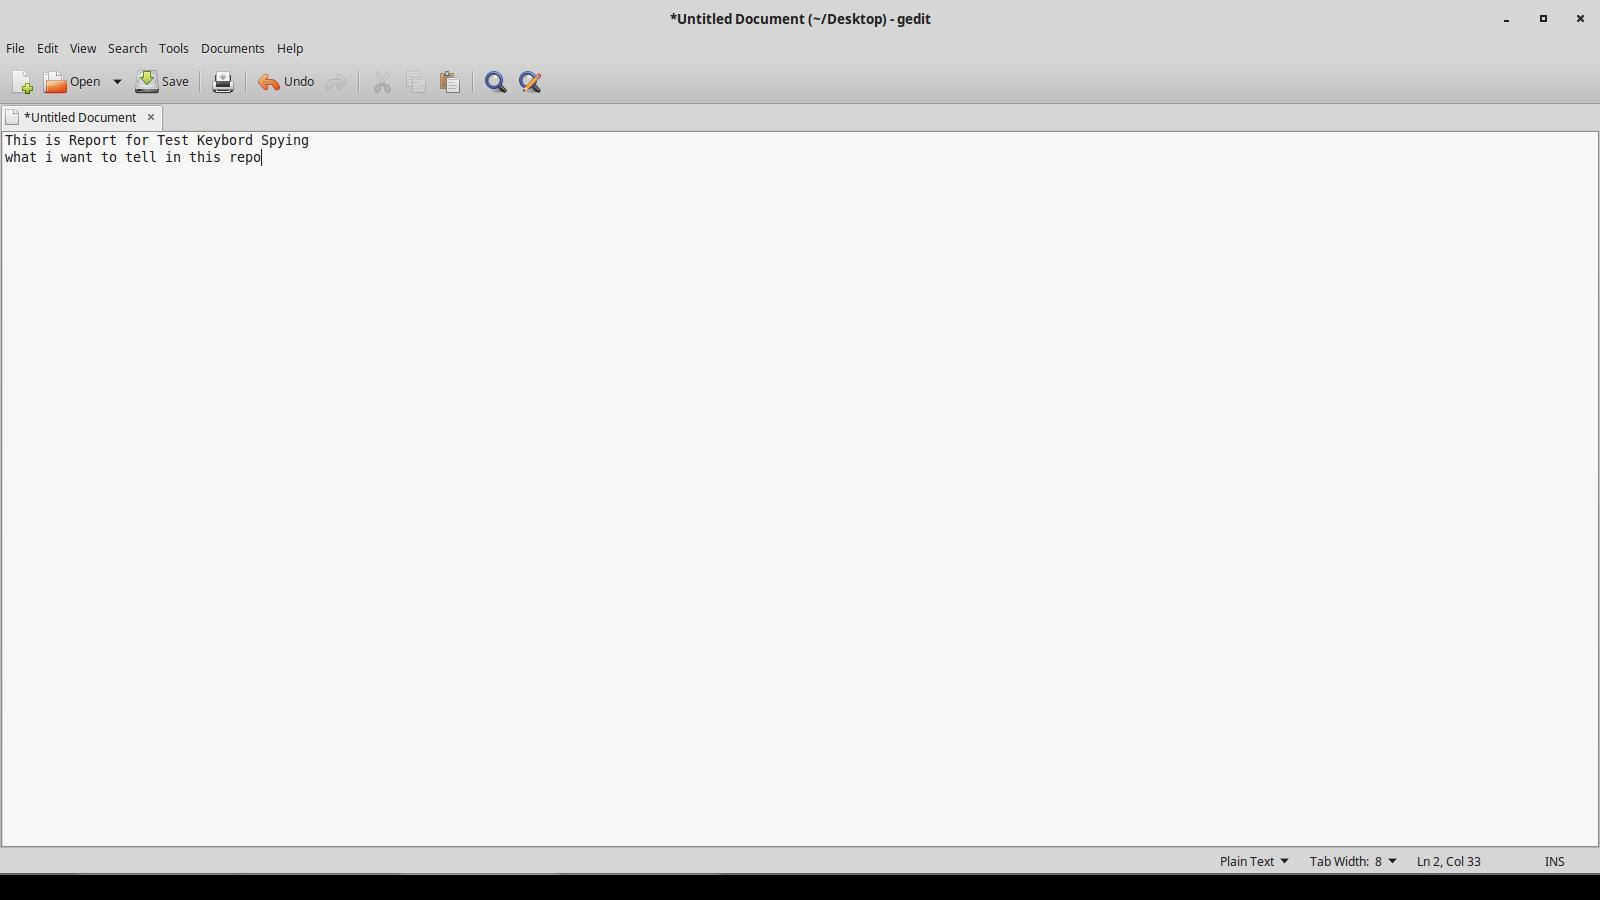 *Untitled Document (~/Desktop) - gedit
File Edit View Search Tools Documents Help
Open Save Undo
*Untitled Document
This is Report for Test Keybord Spying
what i want to tell in this repo
Plain Text Tab Width: 8 Ln 2, Col 33 INS